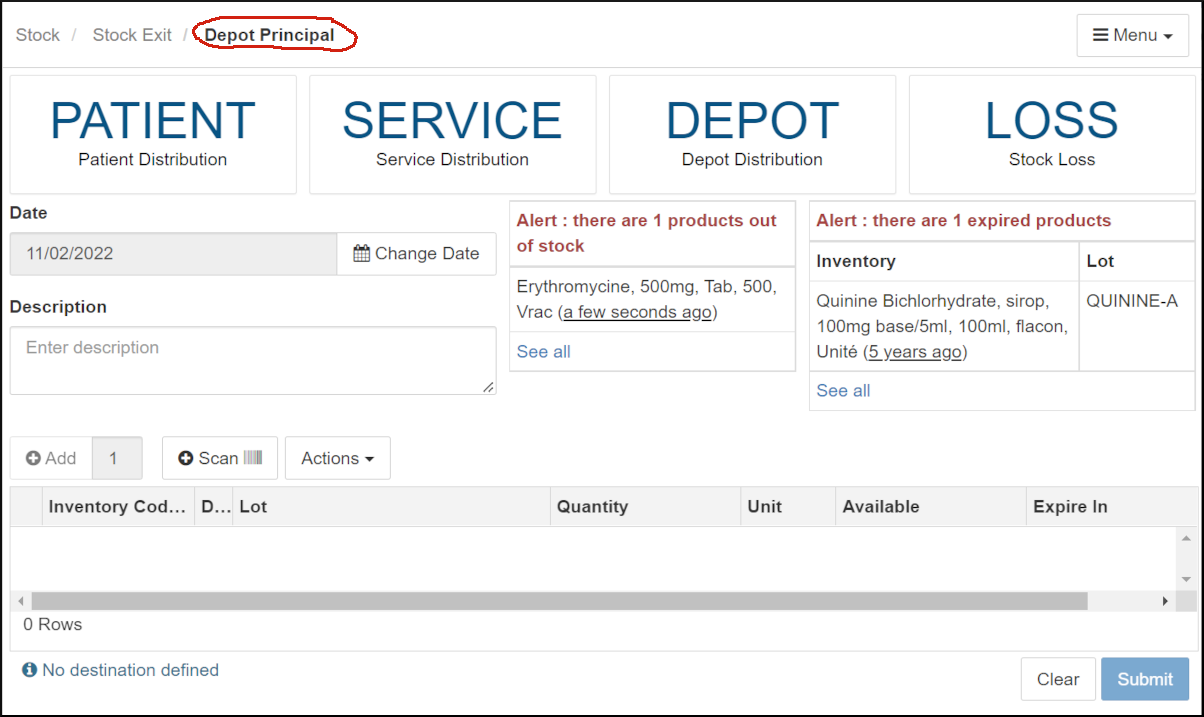 Stock / Stock Exit / Depot Principal
Menu
PATIENT
Patient Distribution
SERVICE
Service Distribution
DEPOT
Depot Distribution
LOSS
Stock Loss
Date
11/02/2022
Change Date
Description
Enter description
Alert : there are 1 products out
of stock
Erythromycine, 500mg, Tab, 500,
Vrac (a few seconds ago)
See all
Alert : there are 1 expired products
Inventory
Lot
Quinine Bichlorhydrate, sirop,
100mg base/5ml, 100ml, flacon,
Unité (5 years ago)
QUININE-A
See all
Add
1
Scan
Actions
Inventory Cod... D... Lot Quantity Unit Available Expire In
0 Rows
No destination defined
Clear
Submit